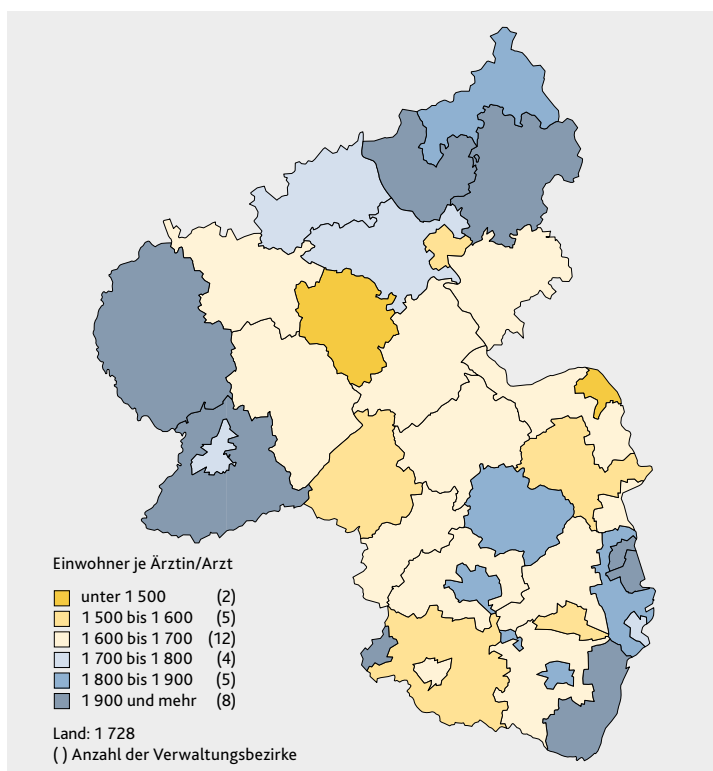 Einwohner je Ärztin/Arzt
unter 1 500 (2)
1 500 bis 1 600 (5)
1 600 bis 1 700 (12)
1 700 bis 1 800 (4)
1 800 bis 1 900 (5)
1 900 und mehr (8)
Land: 1 728
( ) Anzahl der Verwaltungsbezirke